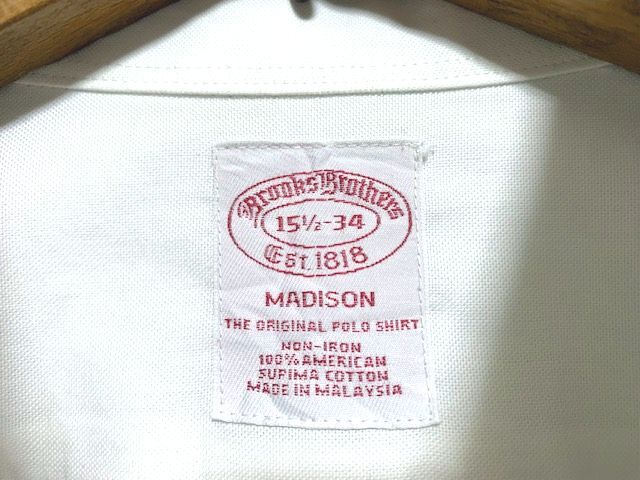 Brooks Brothers
15½-34
Est. 1818
MADISON
THE ORIGINAL POLO SHIRT
NON-IRON
100% AMERICAN
SUPIMA COTTON
MADE IN MALAYSIA